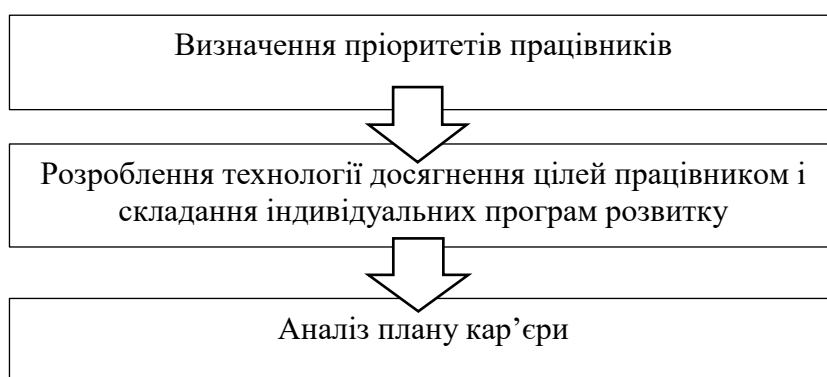 Визначення пріоритетів працівників
Розроблення технології досягнення цілей працівником і
складання індивідуальних програм розвитку
Аналіз плану кар’єри